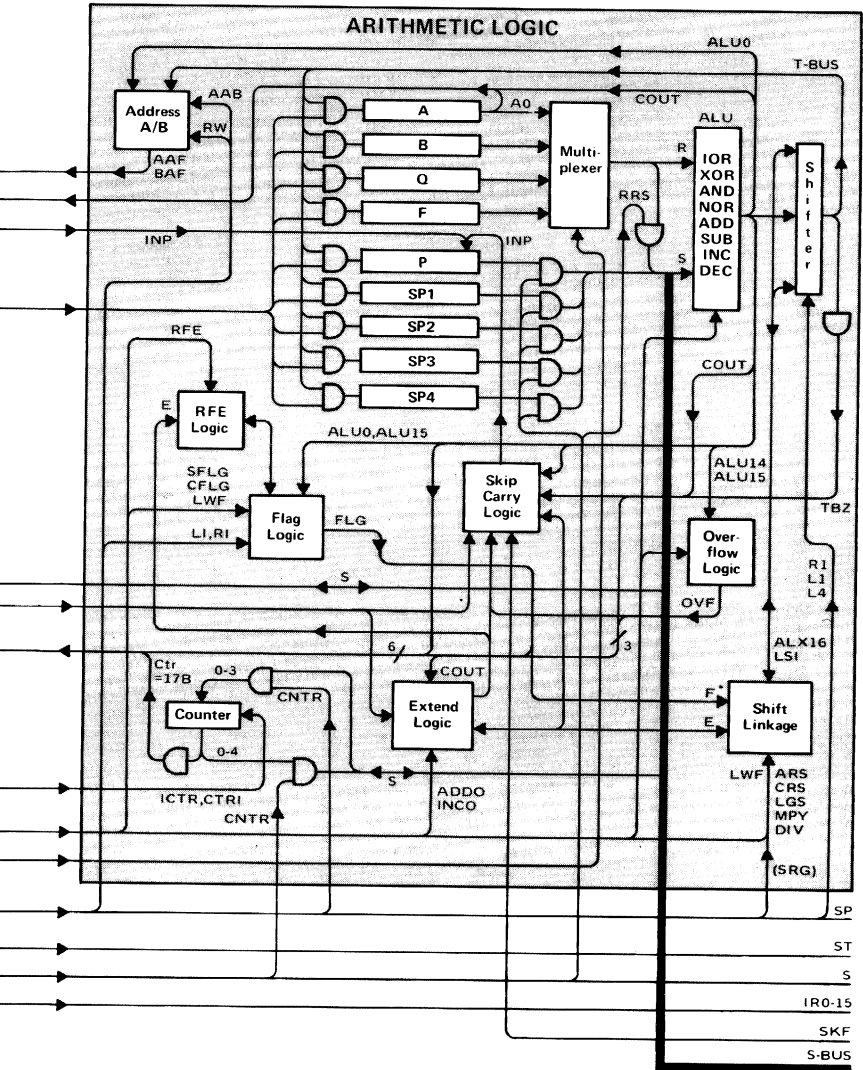 ARITHMETIC LOGIC
ALU0
T-BUS
COUT
Address
A/B
AAB
RW
AAF
BAF
A
A0
B
Q
F
Multi-
plexer
ALU
R
IOR
XOR
AND
NOR
ADD
SUB
INC
DEC
S
Shifter
RRS
INP
INP
P
SP1
SP2
SP3
SP4
RFE
COUT
E
RFE
Logic
ALU0,ALU15
SFLG
CFLG
LWF
LI,RI
Flag
Logic
FLG
Skip
Carry
Logic
ALU14
ALU15
TBZ
Over-
flow
Logic
R1
L1
L4
S
OVF
6
3
ALX16
LSI
Ctr
=17B
0-3
CNTR
COUT
Counter
Extend
Logic
F*
E
Shift
Linkage
0-4
S
ADDO
INCO
LWF
ARS
CRS
LGS
MPY
DIV
ICTR,CTRI
CNTR
(SRG)
SP
ST
S
IR0-15
SKF
S-BUS